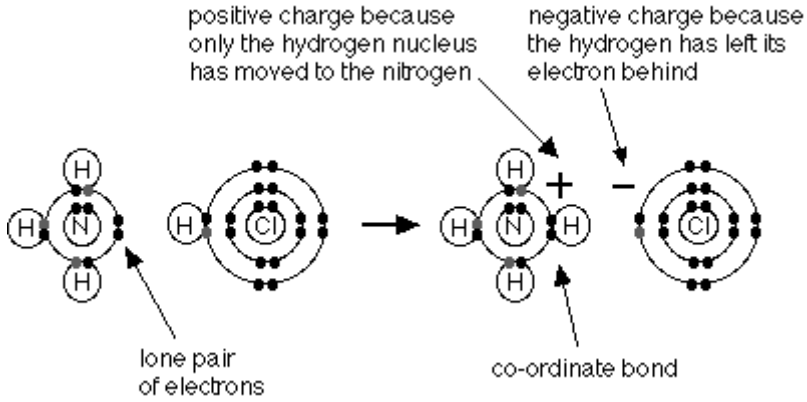 positive charge because
only the hydrogen nucleus
has moved to the nitrogen
negative charge because
the hydrogen has left its
electron behind
H
H
N
H
H
Cl
H
H
N
H
H
+
−
Cl
lone pair
of electrons
co-ordinate bond